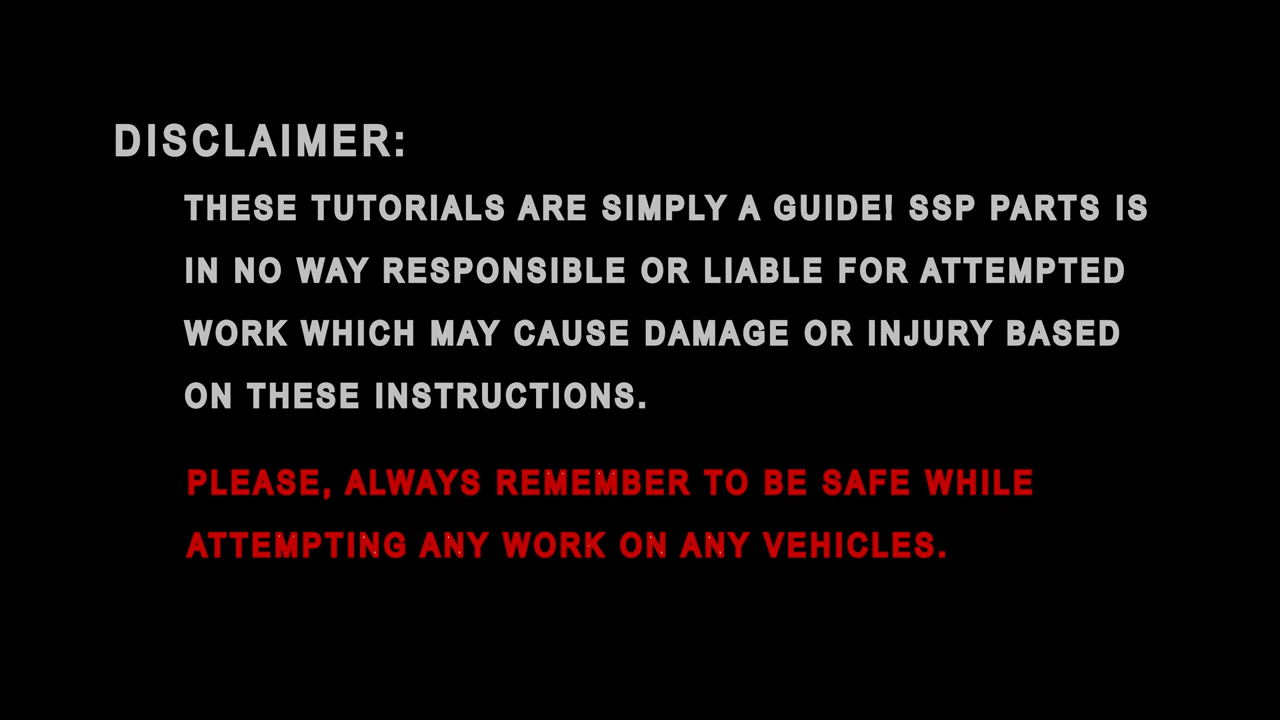 DISCLAIMER:
THESE TUTORIALS ARE SIMPLY A GUIDE! SSP PARTS IS
IN NO WAY RESPONSIBLE OR LIABLE FOR ATTEMPTED
WORK WHICH MAY CAUSE DAMAGE OR INJURY BASED
ON THESE INSTRUCTIONS.
PLEASE, ALWAYS REMEMBER TO BE SAFE WHILE
ATTEMPTING ANY WORK ON ANY VEHICLES.